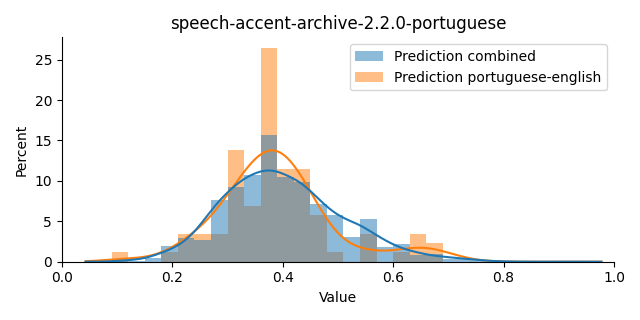 speech-accent-archive-2.2.0-portuguese
Prediction combined
Prediction portuguese-english
Percent
25
20
15
10
5
0
0.0 0.2 0.4 0.6 0.8 1.0
Value